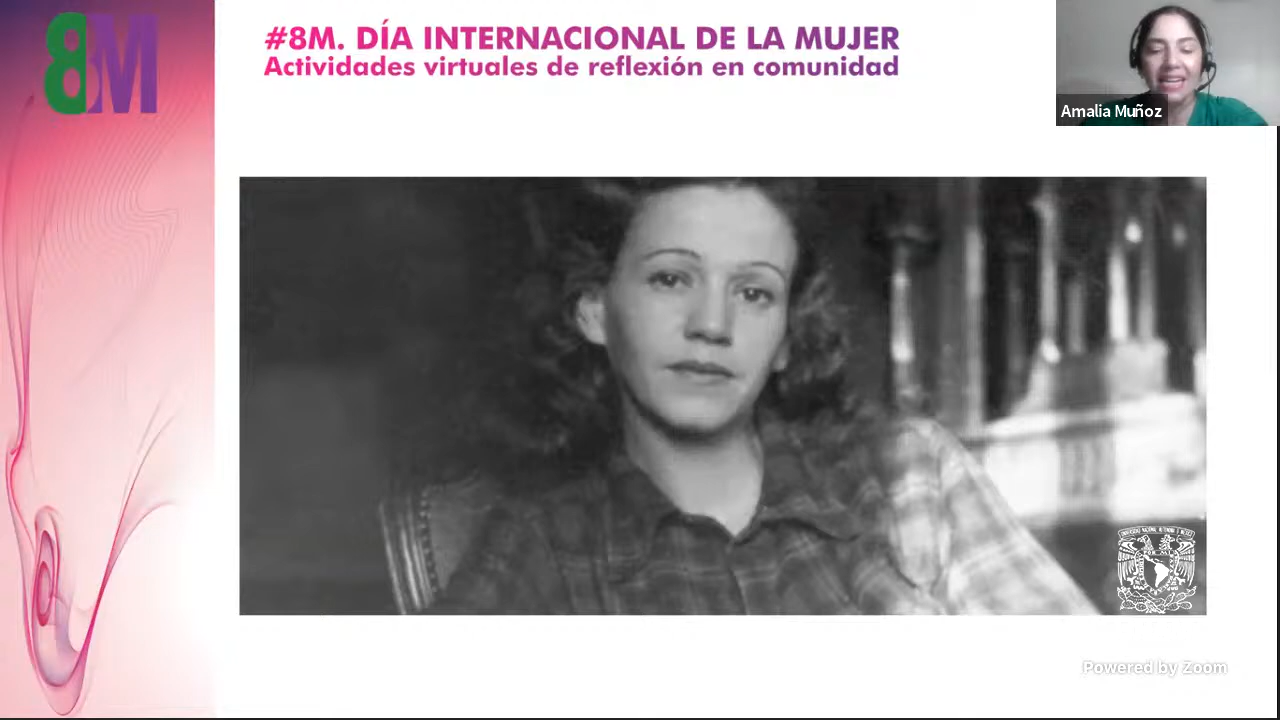 8M
#8M. DÍA INTERNACIONAL DE LA MUJER
Actividades virtuales de reflexión en comunidad
Amalia Muñoz
Powered by Zoom